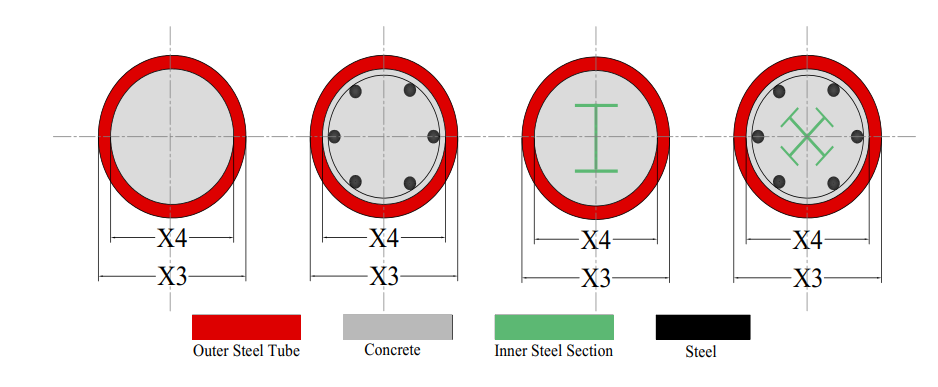 X4 X4 X4 X4
X3 X3 X3 X3
Outer Steel Tube Concrete Inner Steel Section Steel